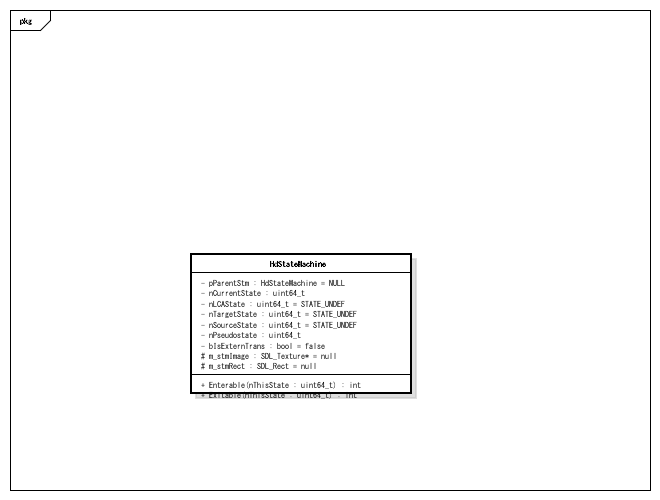 pkg
HdStateMachine
- pParentStm : HdStateMachine = NULL
- nCurrentState : uint64_t
- nLCAState : uint64_t = STATE_UNDEF
- nTargetState : uint64_t = STATE_UNDEF
- nSourceState : uint64_t = STATE_UNDEF
- nPseudostate : uint64_t
- bIsExternTrans : bool = false
# m_stmImage : SDL_Texture* = null
# m_stmRect : SDL_Rect = null
+ Enterable(nThisState : uint64_t) : int
+ Exitable(nThisState : uint64_t) : int